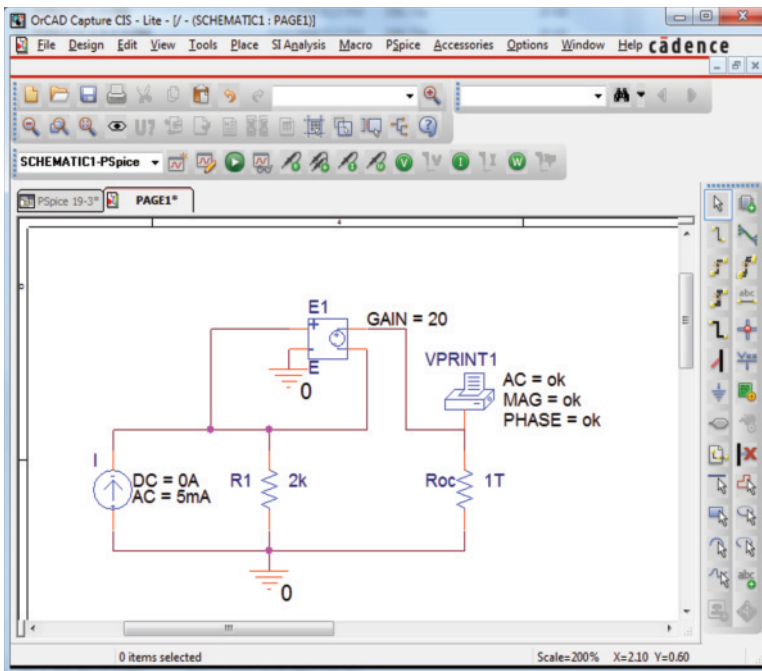 OrCAD Capture CIS - Lite - [/ - (SCHEMATIC1 : PAGE1)]
File Design Edit View Tools Place SI Analysis Macro PSpice Accessories Options Window Help cādence
SCHEMATIC1-PSpice
PSpice 19-3*
PAGE1*
4
E1
GAIN = 20
E
0
VPRINT1
AC = ok
MAG = ok
PHASE = ok
I
DC = 0A
AC = 5mA
R1
2k
Roc
1T
0
0 items selected
Scale=200% X=2.10 Y=0.60